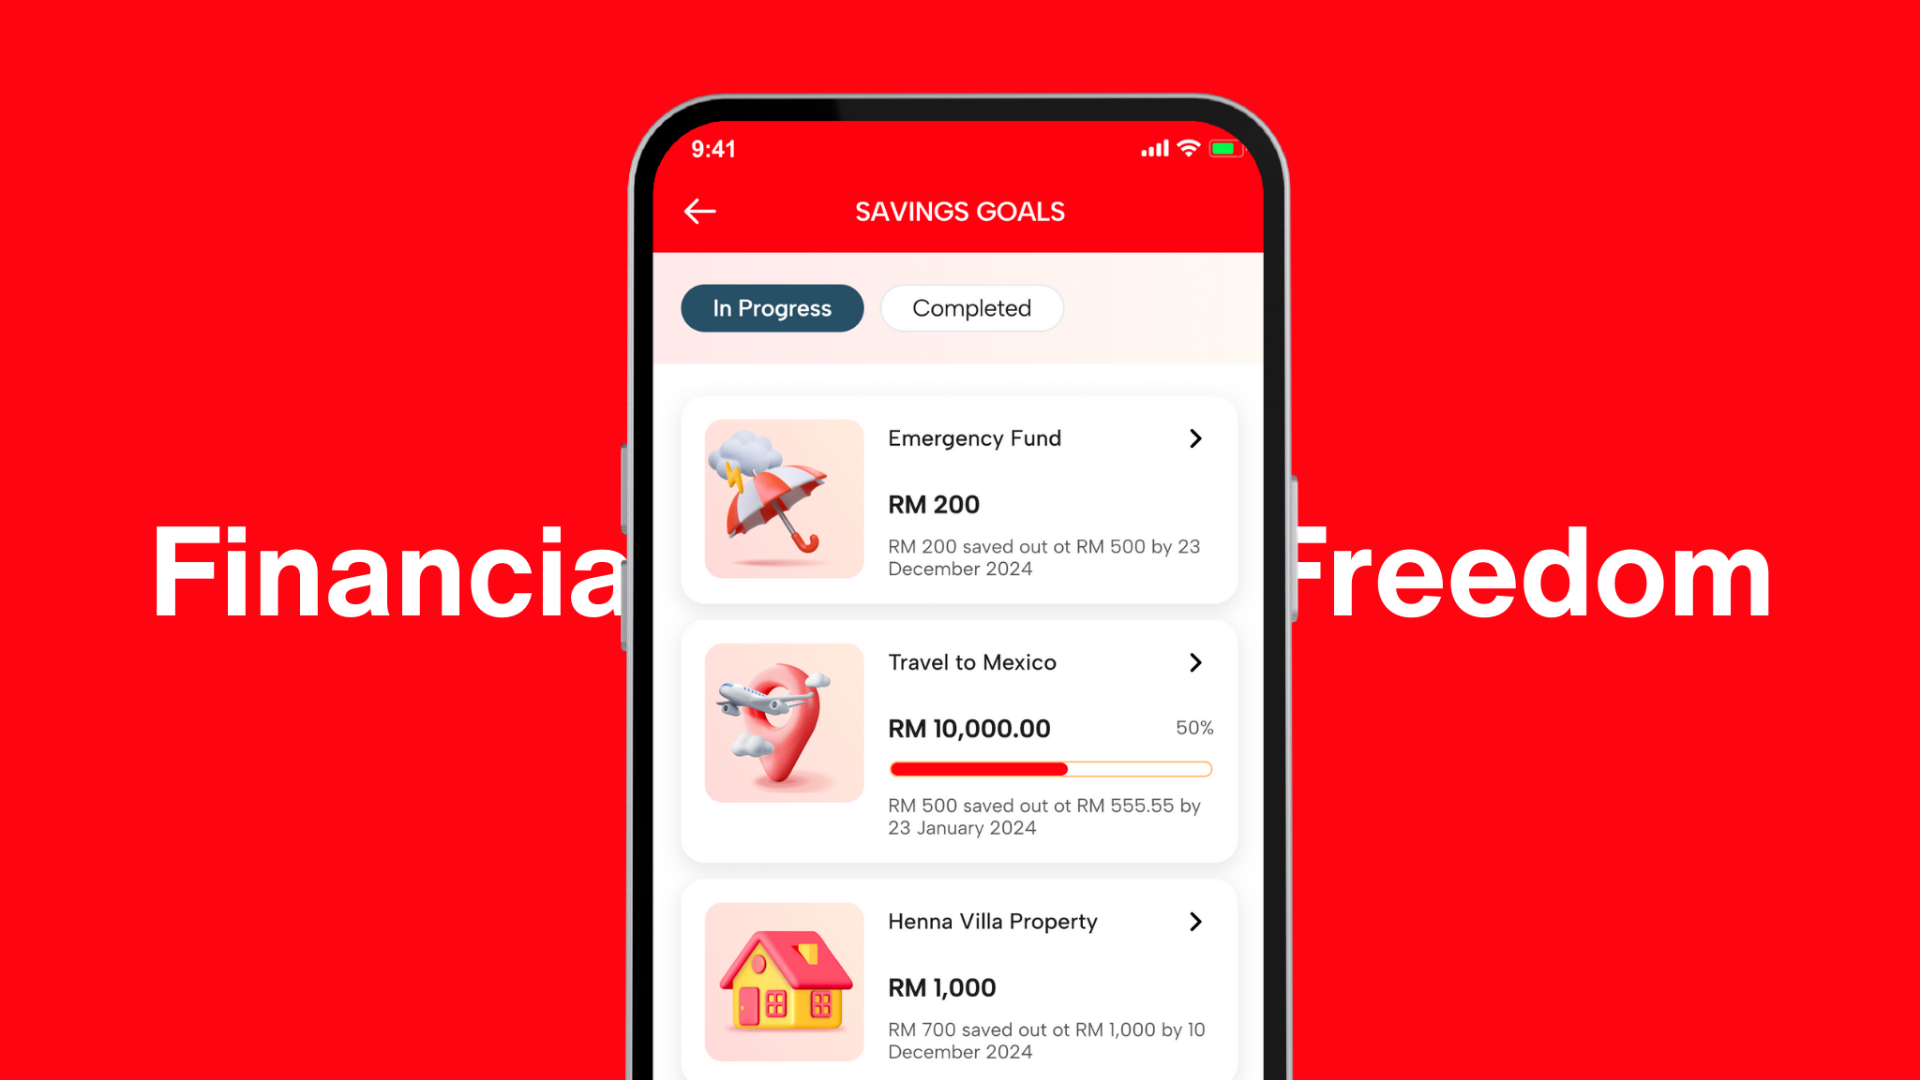 9:41
SAVINGS GOALS
In Progress
Completed
Emergency Fund
RM 200
RM 200 saved out ot RM 500 by 23
December 2024
Financia
Freedom
Travel to Mexico
RM 10,000.00
50%
RM 500 saved out ot RM 555.55 by
23 January 2024
Henna Villa Property
RM 1,000
RM 700 saved out ot RM 1,000 by 10
December 2024